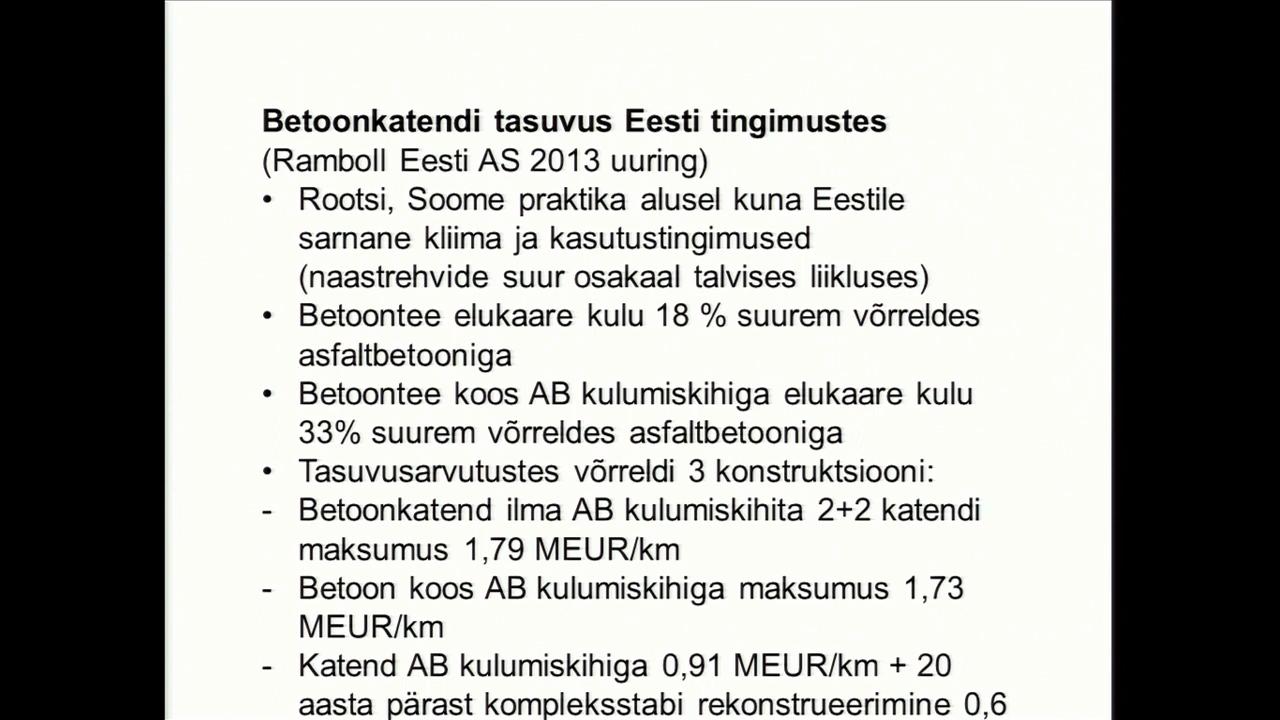 Betoonkatendi tasuvus Eesti tingimustes
(Ramboll Eesti AS 2013 uuring)
• Rootsi, Soome praktika alusel kuna Eestile
sarnane kliima ja kasutustingimused
(naastrehvide suur osakaal talvises liikluses)
• Betoontee elukaare kulu 18 % suurem võrreldes
asfaltbetooniga
• Betoontee koos AB kulumiskihiga elukaare kulu
33% suurem võrreldes asfaltbetooniga
• Tasuvusarvutustes võrreldi 3 konstruktsiooni:
- Betoonkatend ilma AB kulumiskihita 2+2 katendi
maksumus 1,79 MEUR/km
- Betoon koos AB kulumiskihiga maksumus 1,73
MEUR/km
- Katend AB kulumiskihiga 0,91 MEUR/km + 20
aasta pärast kompleksstabi rekonstrueerimine 0,6